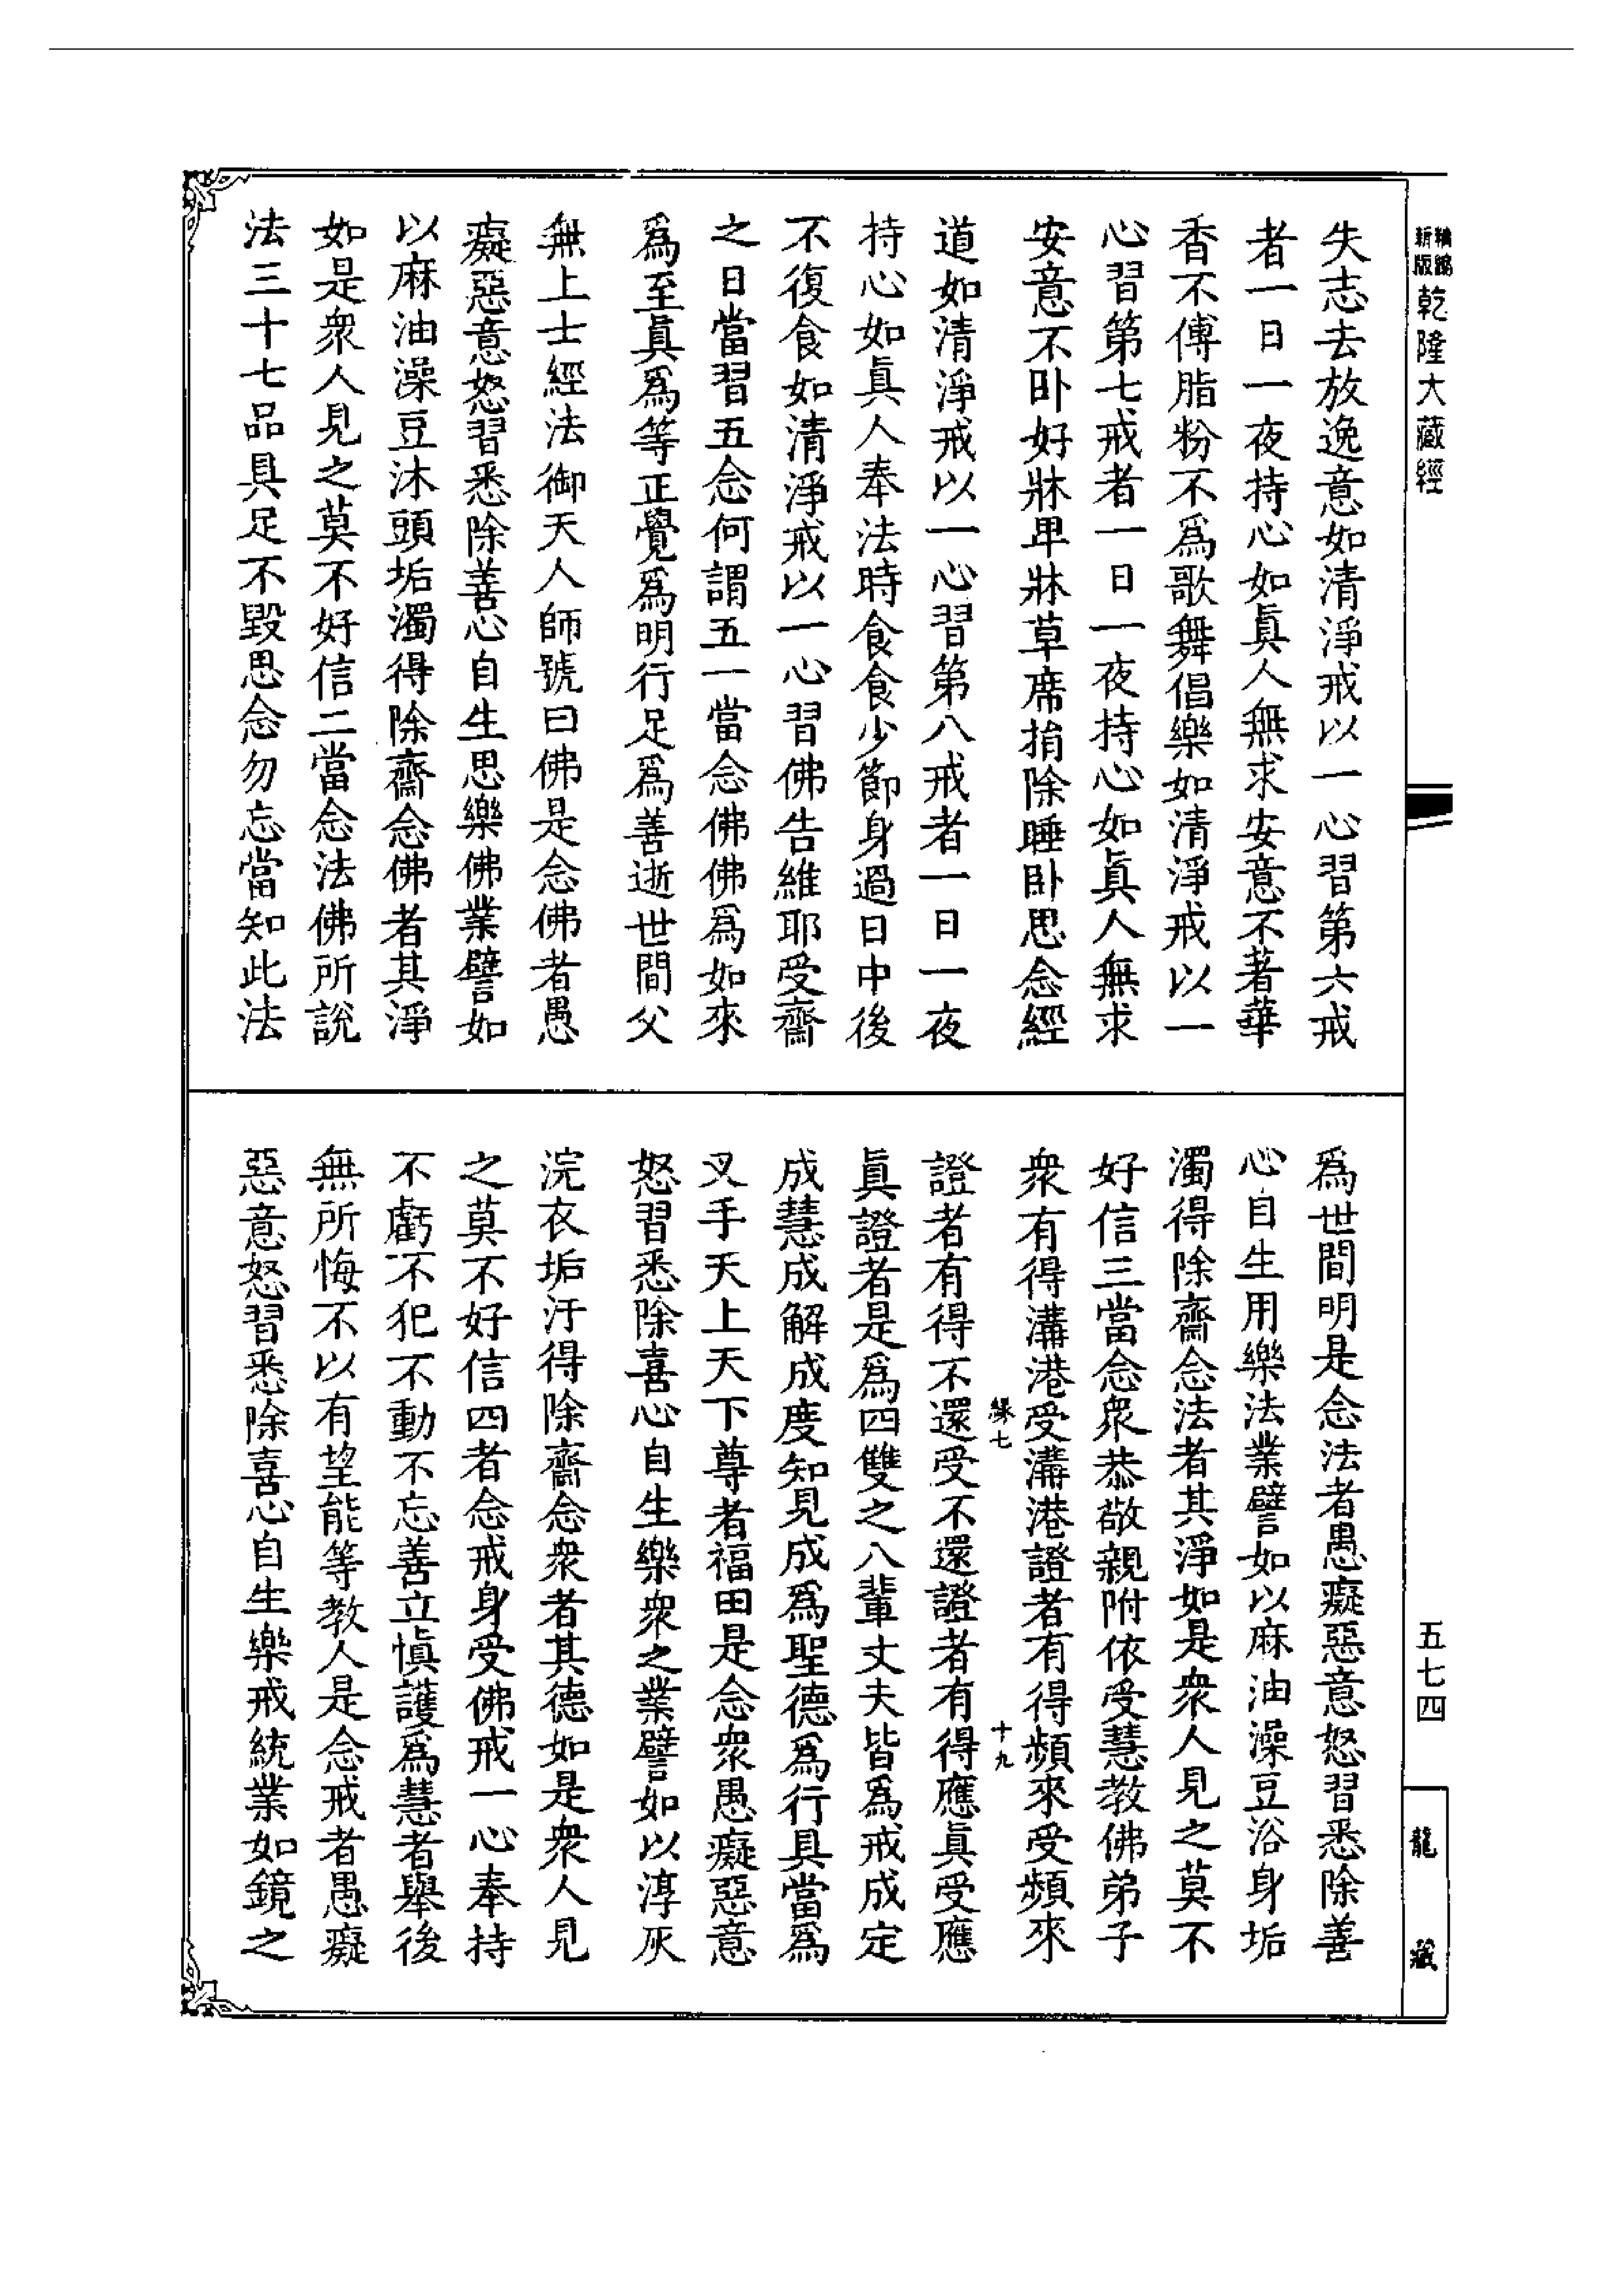 新版
乾隆大藏經
失志去放逸意如清淨戒以一心習第六戒
者一日一夜持心如眞人無求安意不著華
香不傅脂粉不爲歌舞倡樂如清淨戒以一
心習第七戒者一日一夜持心如眞人無求
安意不卧好牀卑牀草席捐除睡卧思念經
道如清淨戒以一心習第八戒者一日一夜
持心如眞人奉法時食食少節身過日中後
不復食如清淨戒以一心習佛告維耶受齋
之日當習五念何謂五一當念佛佛爲如來
爲至眞爲等正覺爲明行足爲善逝世間父
無上士經法御天人師號曰佛是念佛者愚
癡惡意怒習悉除善心自生思樂佛業譬如
以麻油澡豆沐頭垢濁得除齋念佛者其淨
如是衆人見之莫不好信二當念法佛所說
法三十七品具足不毀思念勿忘當知此法
爲世間明是念法者愚癡惡意怒習悉除善
心自生用樂法業譬如以麻油澡豆浴身垢
濁得除齋念法者其淨如是衆人見之莫不
好信三當念衆恭敬親附依受慧教佛弟子
衆有得溝港受溝港證者有得頻來受頻來
縁七 十九
證者有得不還受不還證者有得應眞受應
眞證者是爲四雙之八輩丈夫皆爲戒成定
成慧成解成度知見成爲聖德爲行具當爲
叉手天上天下尊者福田是念衆愚癡惡意
怒習悉除喜心自生樂衆之業譬如以淳灰
浣衣垢汙得除齋念衆者其德如是衆人見
之莫不好信四者念戒身受佛戒一心奉持
不虧不犯不動不忘善立愼護爲慧者舉後
無所悔不以有望能等教人是念戒者愚癡
惡意怒習悉除喜心自生樂戒統業如鏡之
五七四
龍藏